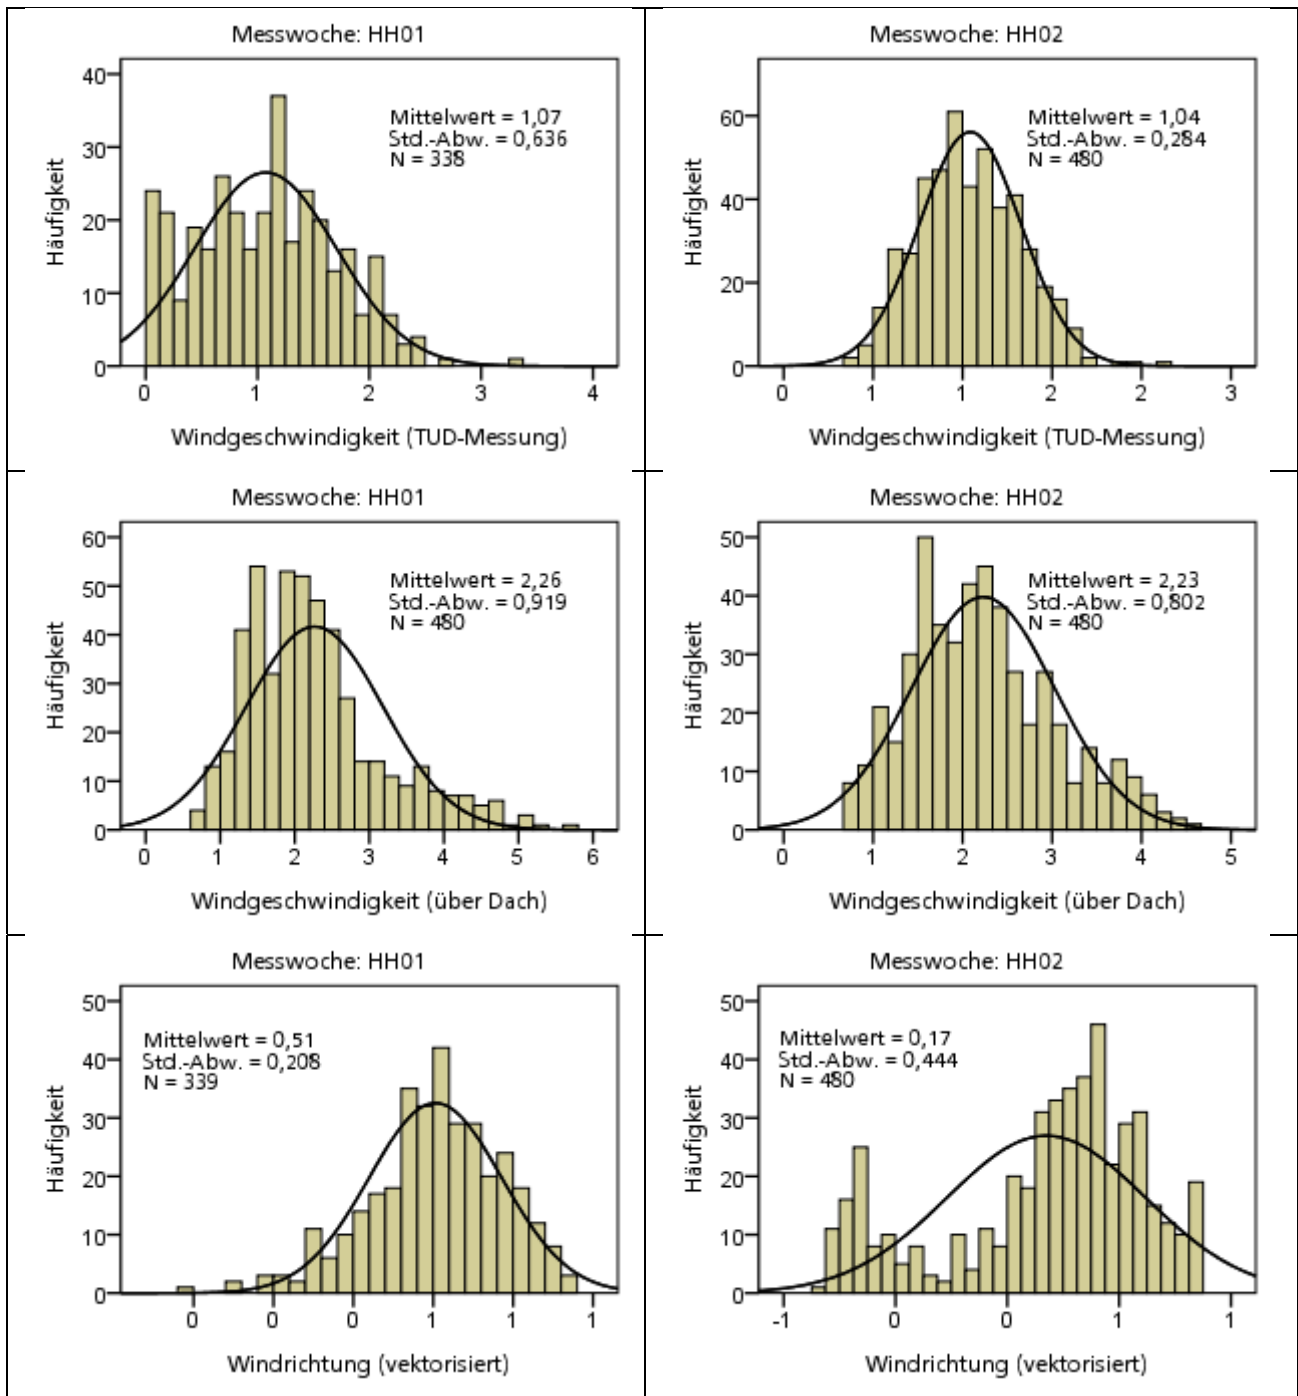 Messwoche: HH01
40
30
20
10
0
Häufigkeit
Mittelwert = 1,07
Std.-Abw. = 0,636
N = 338
0 1 2 3 4
Windgeschwindigkeit (TUD-Messung)
Messwoche: HH02
60
40
20
0
Häufigkeit
Mittelwert = 1,04
Std.-Abw. = 0,284
N = 480
0 1 1 2 2 3
Windgeschwindigkeit (TUD-Messung)
Messwoche: HH01
60
50
40
30
20
10
0
Häufigkeit
Mittelwert = 2,26
Std.-Abw. = 0,919
N = 480
0 1 2 3 4 5 6
Windgeschwindigkeit (über Dach)
Messwoche: HH02
50
40
30
20
10
0
Häufigkeit
Mittelwert = 2,23
Std.-Abw. = 0,802
N = 480
0 1 2 3 4 5
Windgeschwindigkeit (über Dach)
Messwoche: HH01
50
40
30
20
10
0
Häufigkeit
Mittelwert = 0,51
Std.-Abw. = 0,208
N = 339
0 0 0 1 1 1
Windrichtung (vektorisiert)
Messwoche: HH02
50
40
30
20
10
0
Häufigkeit
Mittelwert = 0,17
Std.-Abw. = 0,444
N = 480
-1 0 0 1 1
Windrichtung (vektorisiert)